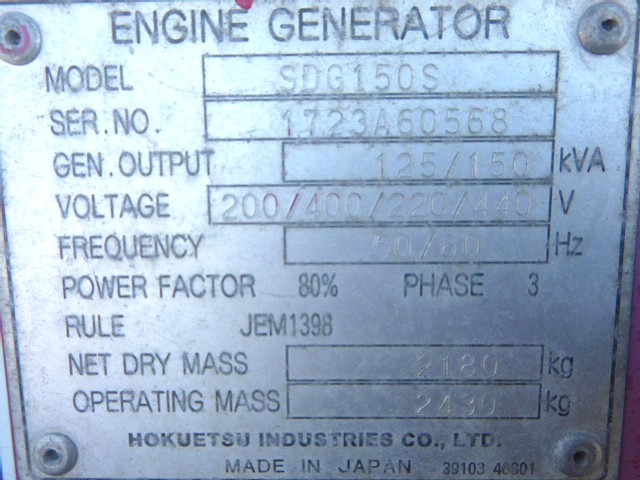 ENGINE GENERATOR
MODEL SDG150S
SER.NO. 1723A60568
GEN.OUTPUT 125/150 kVA
VOLTAGE 200/400/220/440 V
FREQUENCY 50/60 Hz
POWER FACTOR 80% PHASE 3
RULE JEM1398
NET DRY MASS 2180 kg
OPERATING MASS 2430 kg
HOKUETSU INDUSTRIES CO., LTD.
MADE IN JAPAN 39103 46801